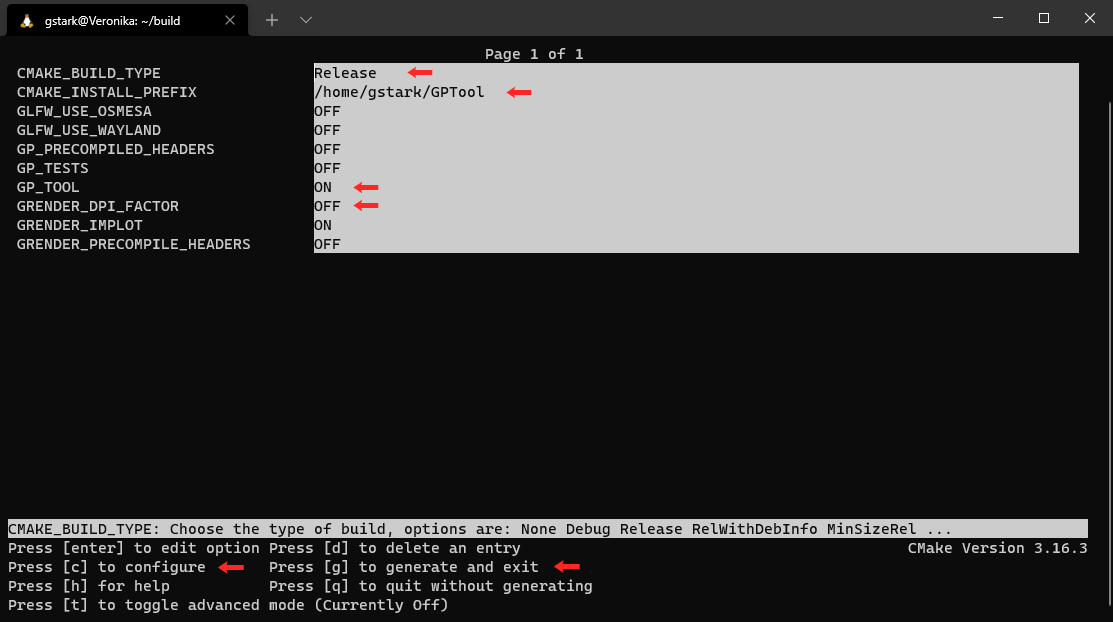 gstark@Veronika: ~/build
Page 1 of 1
CMAKE_BUILD_TYPE Release
CMAKE_INSTALL_PREFIX /home/gstark/GPTool
GLFW_USE_OSMESA OFF
GLFW_USE_WAYLAND OFF
GP_PRECOMPILED_HEADERS OFF
GP_TESTS OFF
GP_TOOL ON
GRENDER_DPI_FACTOR OFF
GRENDER_IMPLOT ON
GRENDER_PRECOMPILE_HEADERS OFF
CMAKE_BUILD_TYPE: Choose the type of build, options are: None Debug Release RelWithDebInfo MinSizeRel ...
Press [enter] to edit option Press [d] to delete an entry CMake Version 3.16.3
Press [c] to configure Press [g] to generate and exit
Press [h] for help Press [q] to quit without generating
Press [t] to toggle advanced mode (Currently Off)